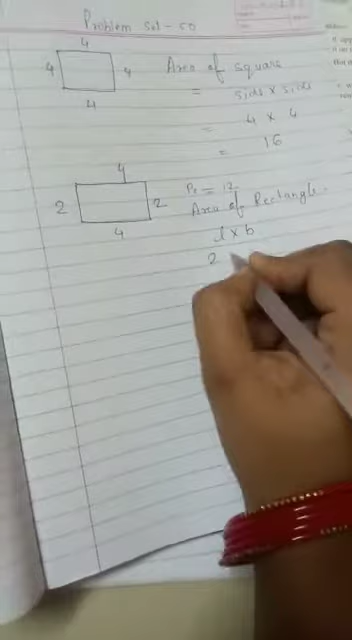 Problem Set - 50
4
4
4
4
Area of square
= side x side
= 4 x 4
= 16
4
2
2
4
Pe = 12
Area of Rectangle =
l x b
2